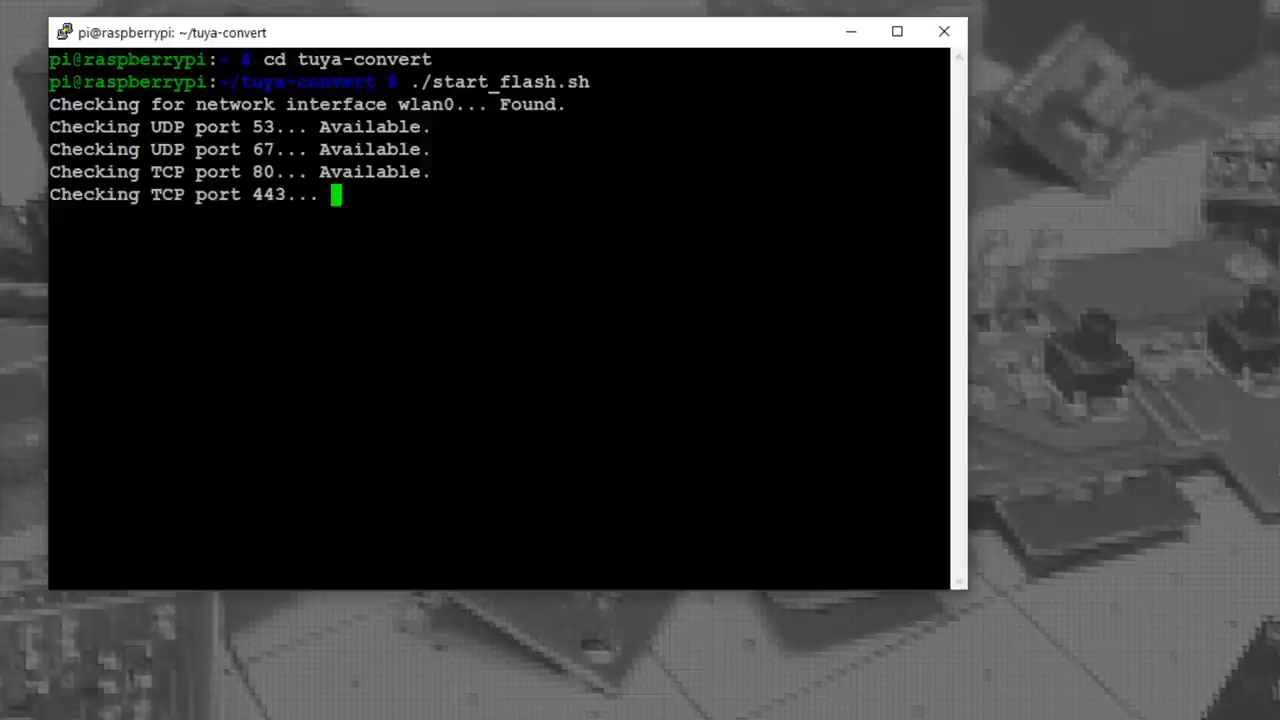 pi@raspberrypi: ~/tuya-convert
pi@raspberrypi:~ $ cd tuya-convert
pi@raspberrypi:~/tuya-convert $ ./start_flash.sh
Checking for network interface wlan0... Found.
Checking UDP port 53... Available.
Checking UDP port 67... Available.
Checking TCP port 80... Available.
Checking TCP port 443...